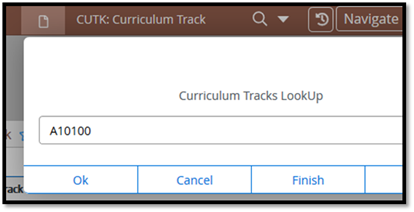 CUTK: Curriculum Track Navigate
Curriculum Tracks LookUp
A10100
Ok Cancel Finish